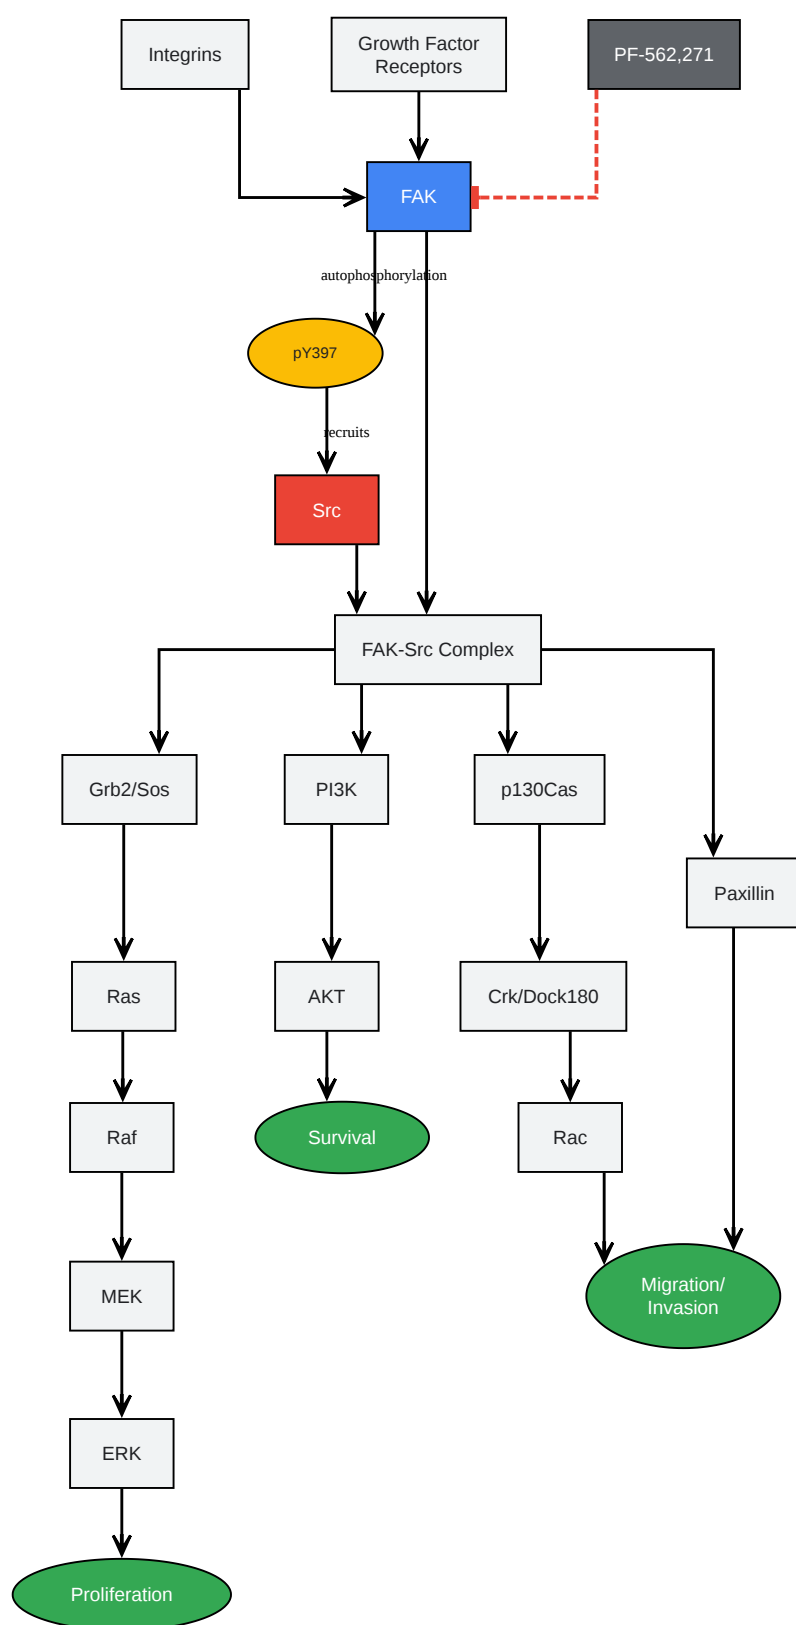 Integrins
Growth Factor
Receptors
PF-562,271
FAK
autophosphorylation
pY397
recruits
Src
FAK-Src Complex
Grb2/Sos
PI3K
p130Cas
Paxillin
Ras
AKT
Crk/Dock180
Raf
Survival
Rac
MEK
Migration/
Invasion
ERK
Proliferation